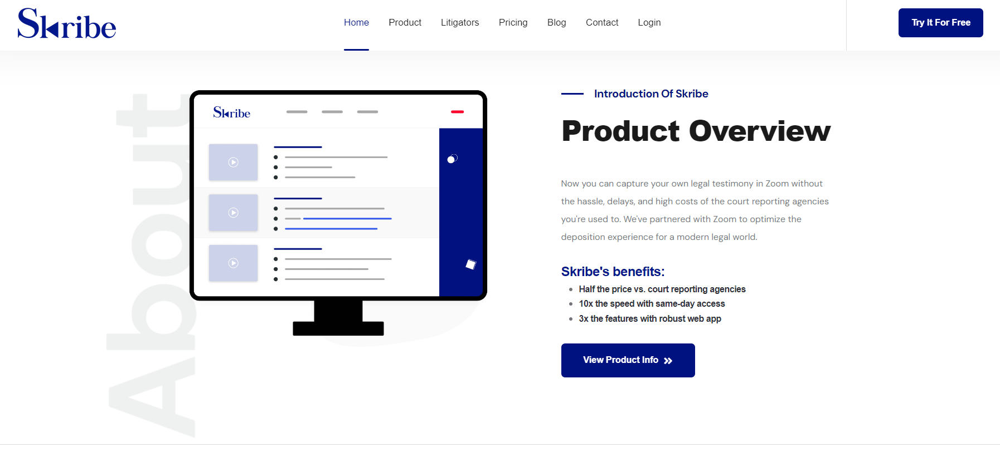 Skribe
Home Product Litigators Pricing Blog Contact Login
Try It For Free
About
Skribe
Introduction Of Skribe
Product Overview
Now you can capture your own legal testimony in Zoom without
the hassle, delays, and high costs of the court reporting agencies
you're used to. We've partnered with Zoom to optimize the
deposition experience for a modern legal world.
Skribe's benefits:
Half the price vs. court reporting agencies
10x the speed with same-day access
3x the features with robust web app
View Product Info